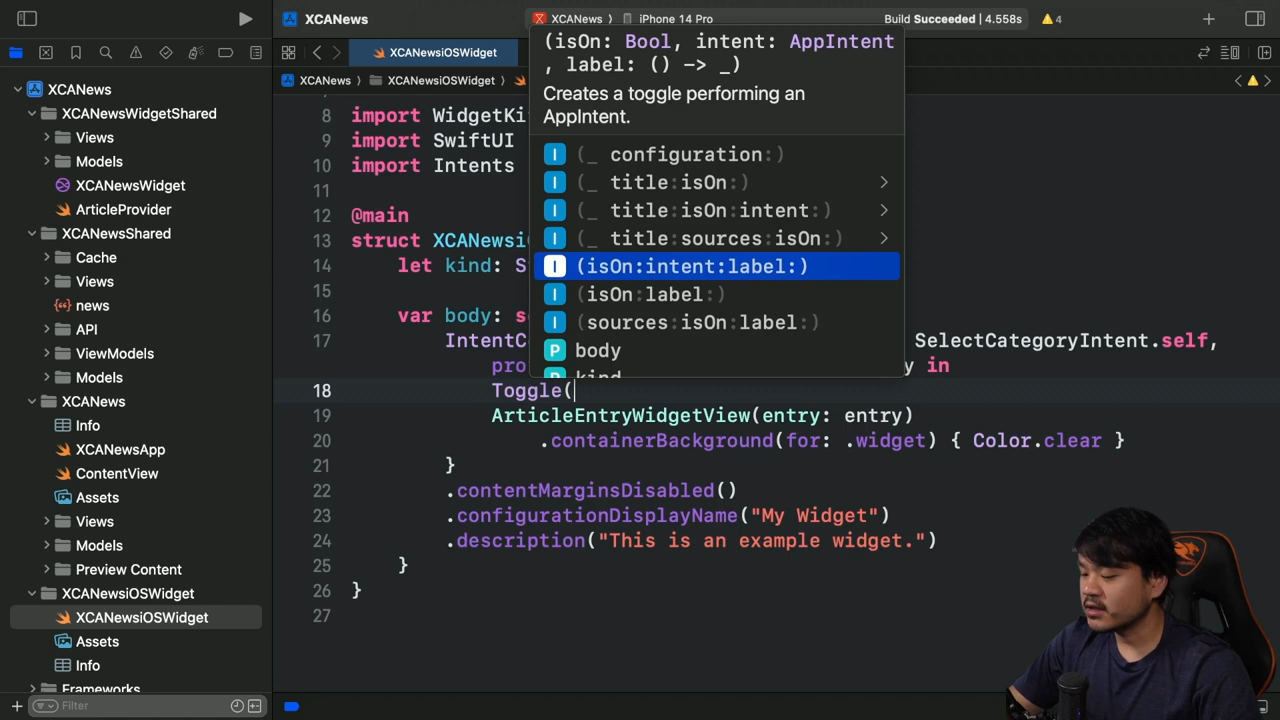 XCANews
XCANews 〉 iPhone 14 Pro
Build Succeeded | 4.558s
4
XCANewsiOSWidget
XCANews 〉 XCANewsiOSWidget 〉
XCANews
XCANewsWidgetShared
Views
Models
XCANewsWidget
ArticleProvider
XCANewsShared
Cache
Views
news
API
ViewModels
Models
XCANews
Info
XCANewsApp
ContentView
Assets
Views
Models
Preview Content
XCANewsiOSWidget
XCANewsiOSWidget
Assets
Info
Frameworks
Filter
(isOn: Bool, intent: AppIntent
, label: () -> _)
Creates a toggle performing an
AppIntent.
I (_ configuration:)
I (_ title:isOn:)
I (_ title:isOn:intent:)
I (_ title:sources:isOn:)
I (isOn:intent:label:)
I (isOn:label:)
I (sources:isOn:label:)
P body
P kind
8 import WidgetKi
9 import SwiftUI
10 import Intents
11
12 @main
13 struct XCANewsi
14 let kind: S
15
16 var body: s
17 IntentC SelectCategoryIntent.self,
pro y in
18 Toggle(
19 ArticleEntryWidgetView(entry: entry)
20 .containerBackground(for: .widget) { Color.clear }
21 }
22 .contentMarginsDisabled()
23 .configurationDisplayName("My Widget")
24 .description("This is an example widget.")
25 }
26 }
27